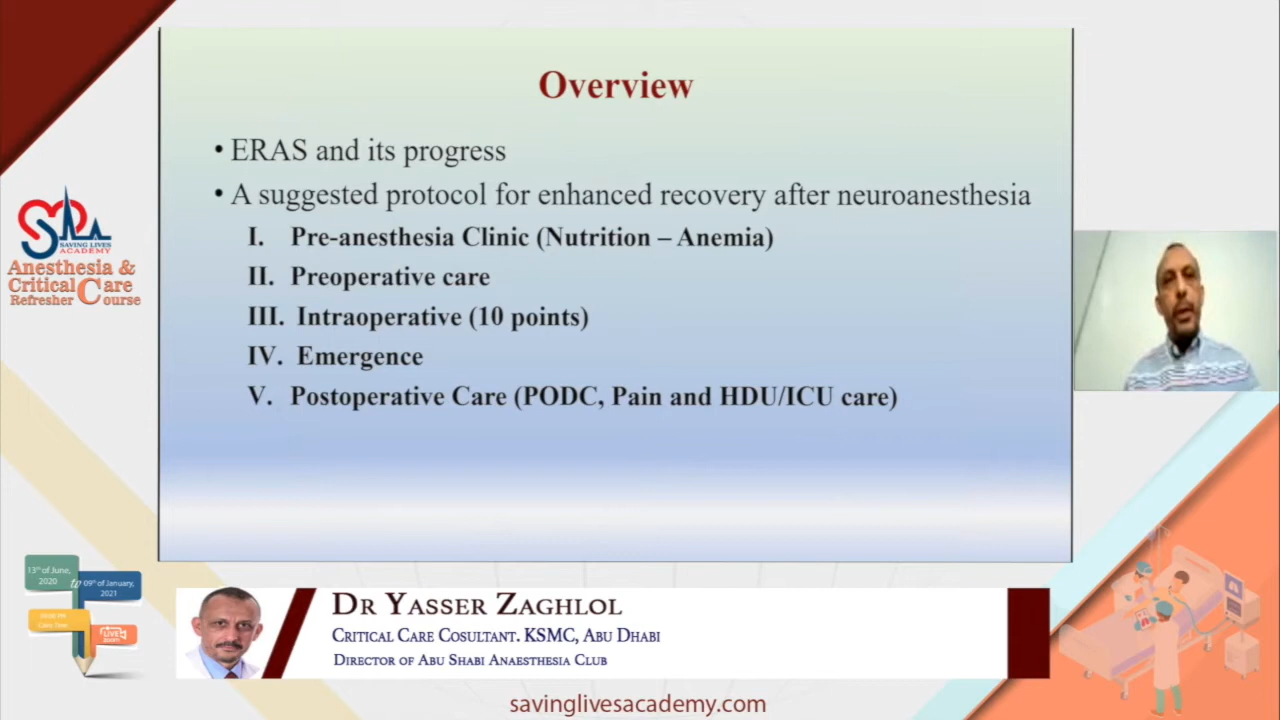 Overview
• ERAS and its progress
• A suggested protocol for enhanced recovery after neuroanesthesia
I. Pre-anesthesia Clinic (Nutrition – Anemia)
II. Preoperative care
III. Intraoperative (10 points)
IV. Emergence
V. Postoperative Care (PODC, Pain and HDU/ICU care)
SAVING LIVES
ACADEMY
Anesthesia &
Critical Care
Refresher Course
13th of June,
2020
to
09th of January,
2021
Cairo Time
LIVE
DR YASSER ZAGHLOL
CRITICAL CARE COSULTANT. KSMC, ABU DHABI
DIRECTOR OF ABU SHABI ANAESTHESIA CLUB
savinglivesacademy.com